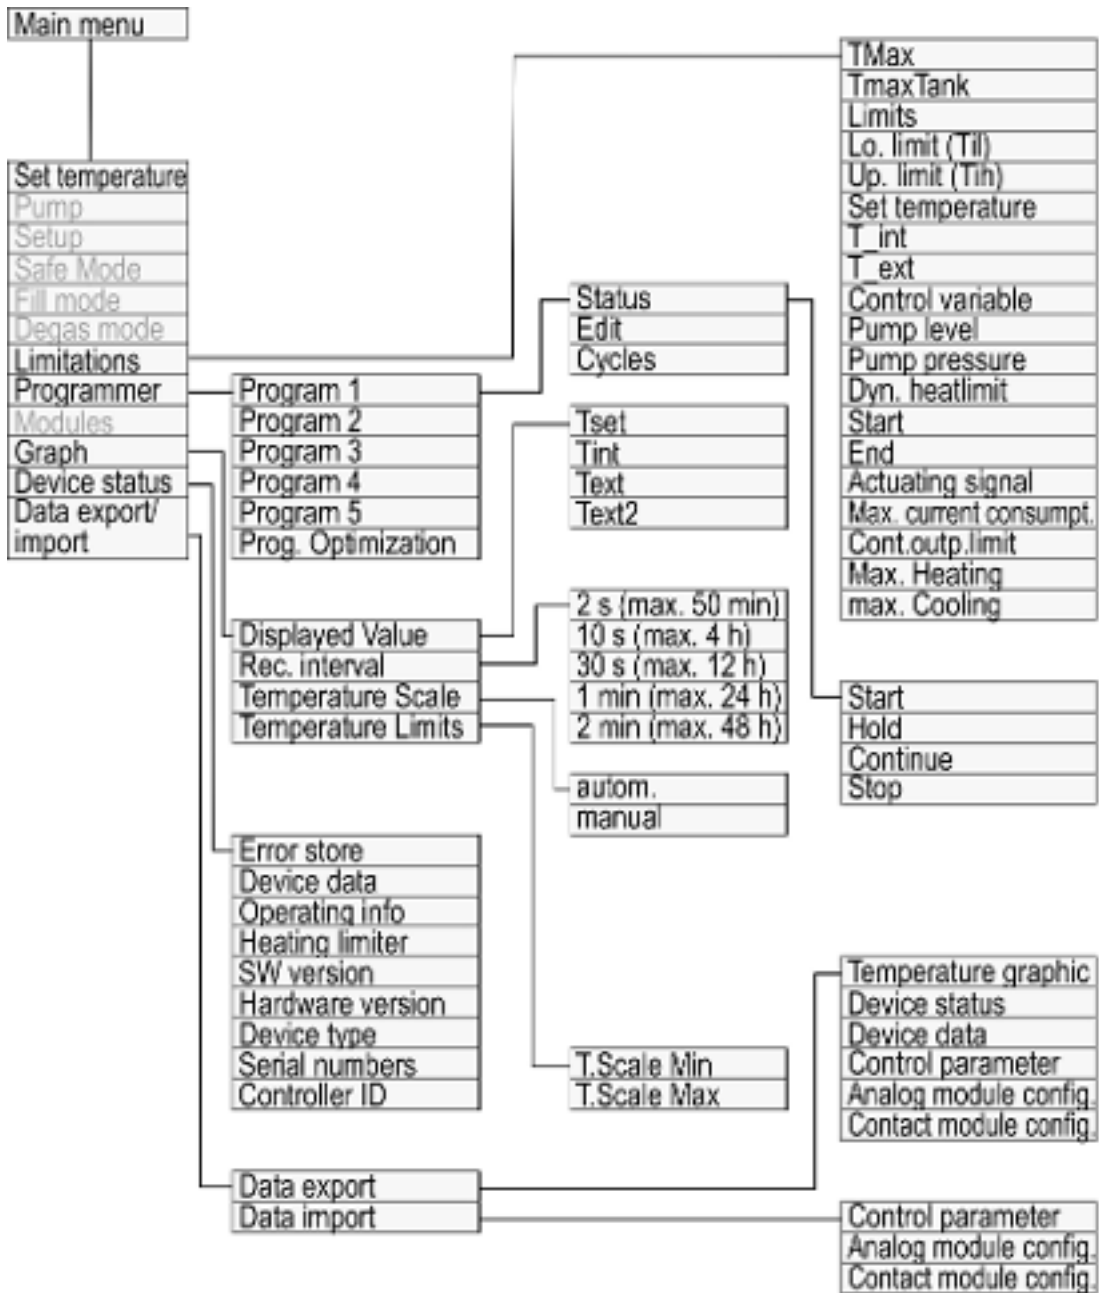 Main menu
Set temperature
Pump
Setup
Safe Mode
Fill mode
Degas mode
Limitations
Programmer
Modules
Graph
Device status
Data export/
import
Program 1
Program 2
Program 3
Program 4
Program 5
Prog. Optimization
Displayed Value
Rec. interval
Temperature Scale
Temperature Limits
Error store
Device data
Operating info
Heating limiter
SW version
Hardware version
Device type
Serial numbers
Controller ID
Data export
Data import
Status
Edit
Cycles
Tset
Tint
Text
Text2
2 s (max. 50 min)
10 s (max. 4 h)
30 s (max. 12 h)
1 min (max. 24 h)
2 min (max. 48 h)
autom.
manual
T.Scale Min
T.Scale Max
TMax
TmaxTank
Limits
Lo. limit (Til)
Up. limit (Tih)
Set temperature
T_int
T_ext
Control variable
Pump level
Pump pressure
Dyn. heatlimit
Start
End
Actuating signal
Max. current consumpt.
Cont.outp.limit
Max. Heating
max. Cooling
Start
Hold
Continue
Stop
Temperature graphic
Device status
Device data
Control parameter
Analog module config.
Contact module config.
Control parameter
Analog module config.
Contact module config.